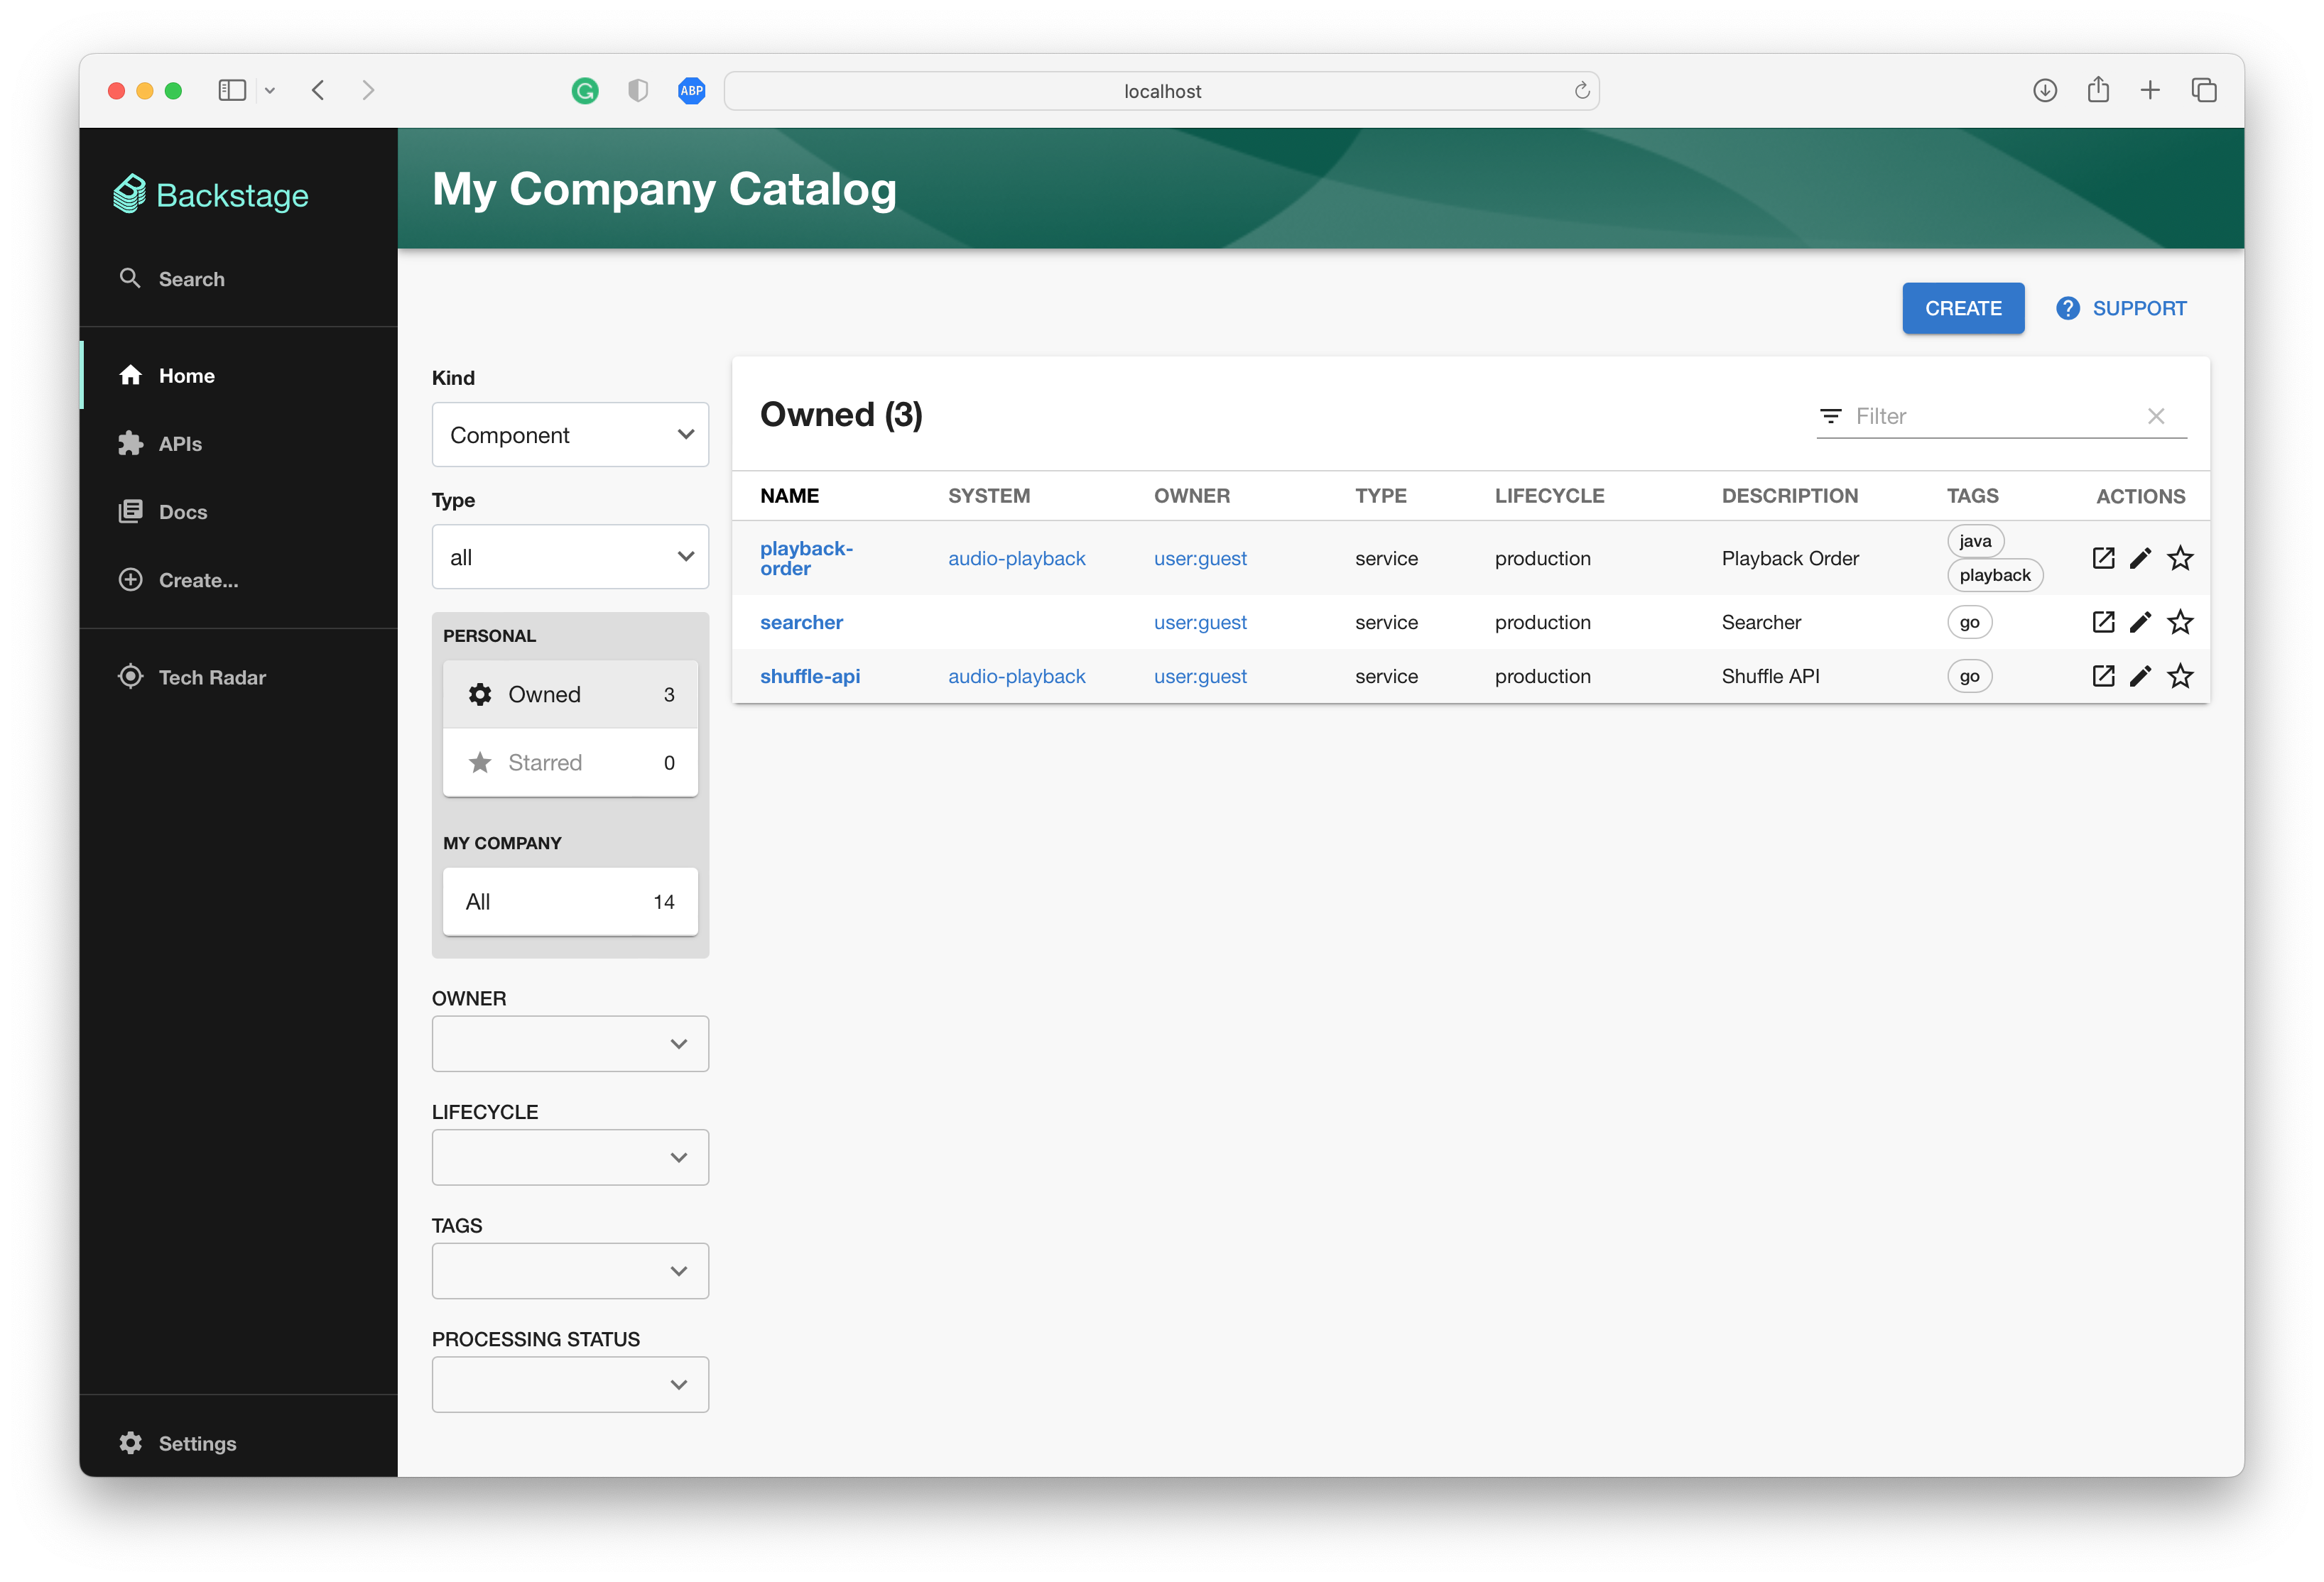 ABP
localhost
Backstage
My Company Catalog
Search
Home
APIs
Docs
Create...
Tech Radar
Settings
CREATE
SUPPORT
Kind
Component
Type
all
PERSONAL
Owned 3
Starred 0
MY COMPANY
All 14
OWNER
LIFECYCLE
TAGS
PROCESSING STATUS
Owned (3)
Filter
NAME SYSTEM OWNER TYPE LIFECYCLE DESCRIPTION TAGS ACTIONS
playback-
order audio-playback user:guest service production Playback Order java
playback
searcher user:guest service production Searcher go
shuffle-api audio-playback user:guest service production Shuffle API go